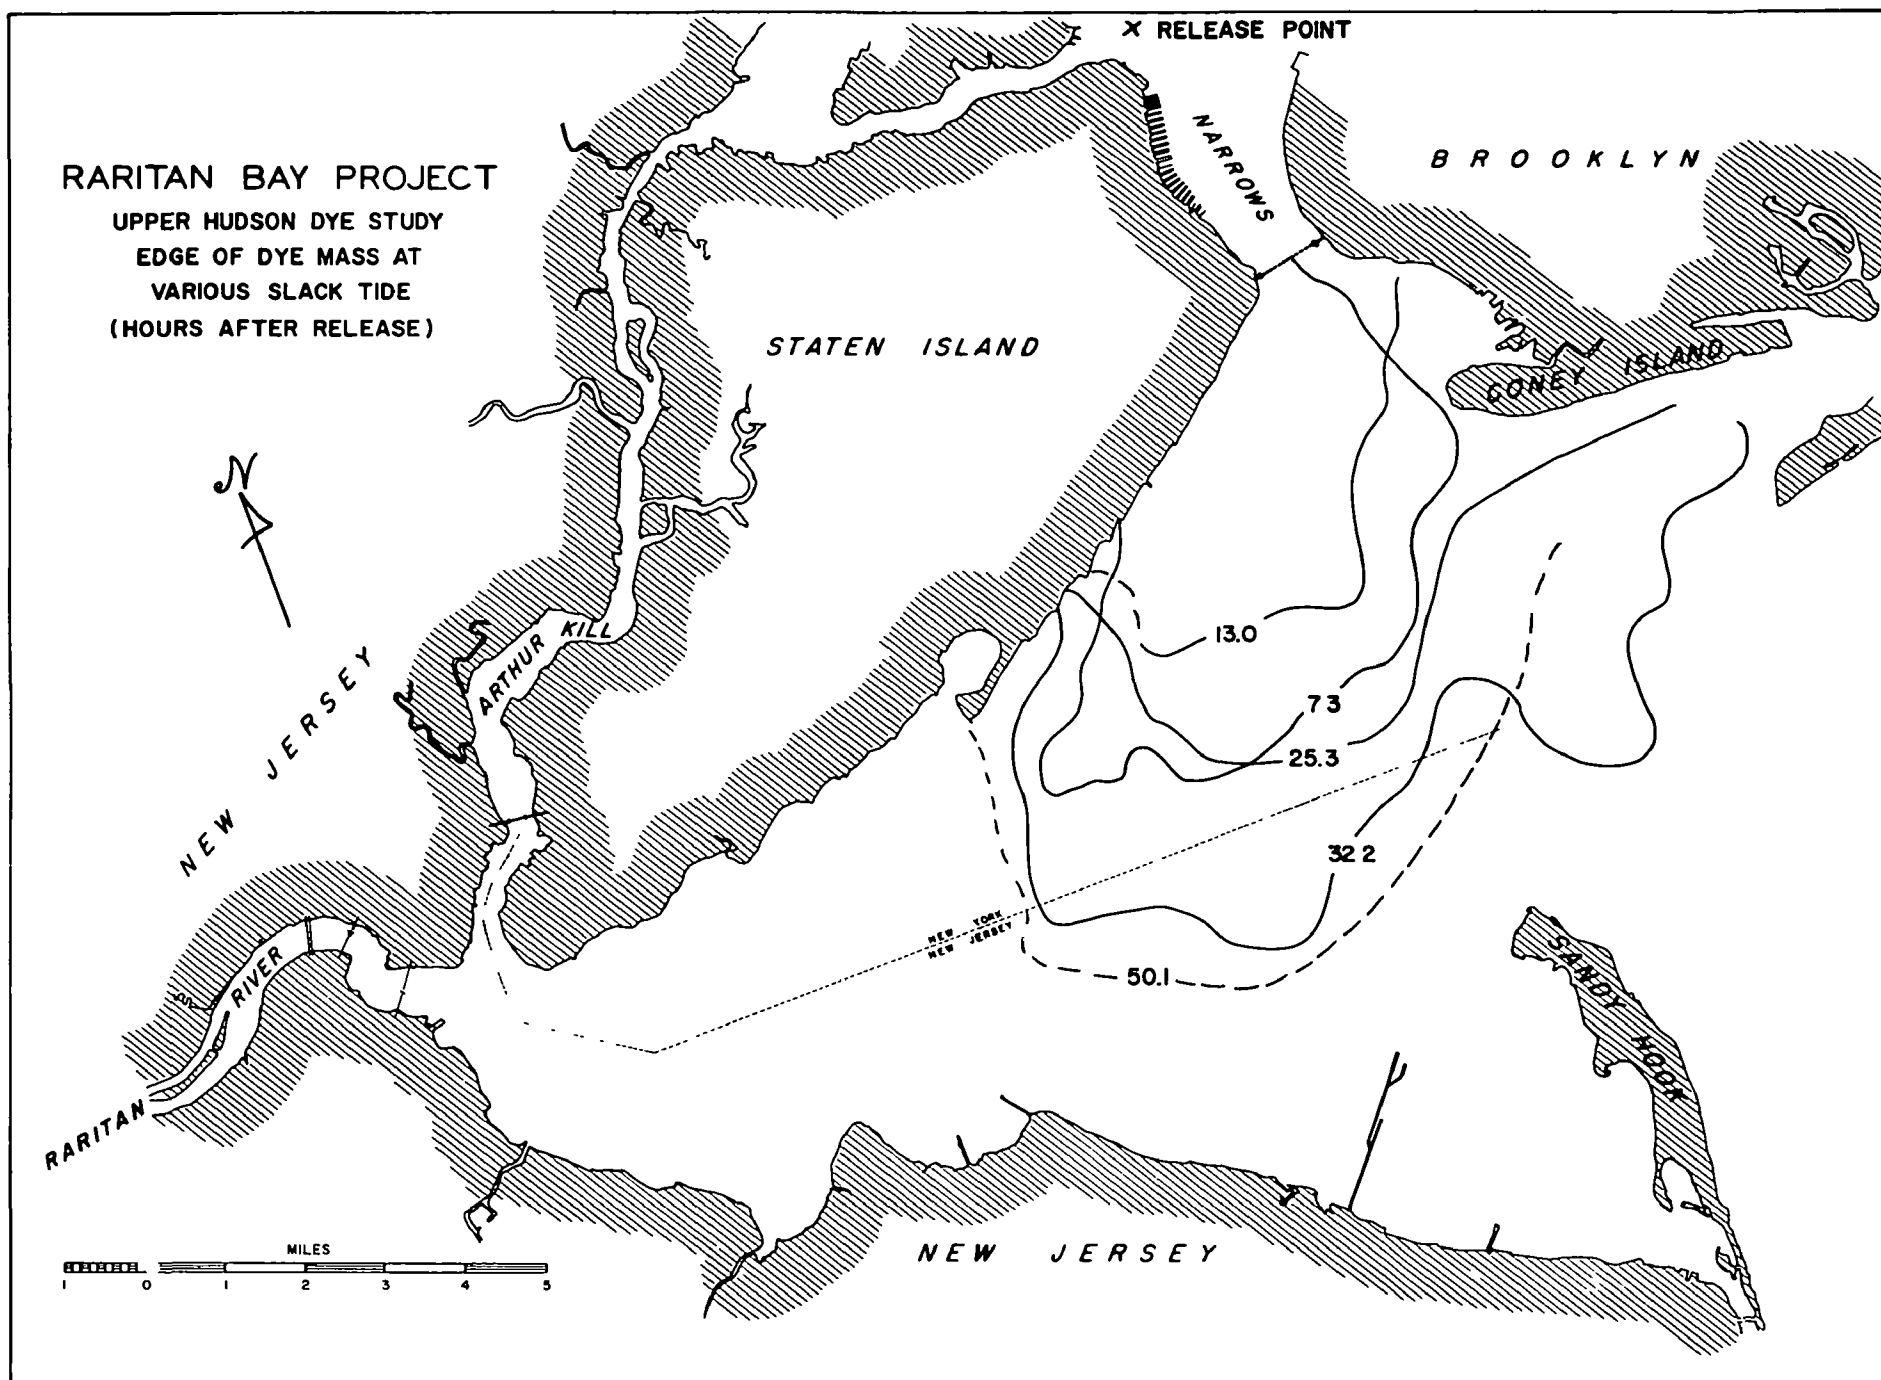 × RELEASE POINT
NARROWS
BROOKLYN
RARITAN BAY PROJECT
UPPER HUDSON DYE STUDY
EDGE OF DYE MASS AT
VARIOUS SLACK TIDE
(HOURS AFTER RELEASE)
STATEN ISLAND
CONEY ISLAND
N
ARTHUR KILL
13.0
NEW JERSEY
73
25.3
32 2
NEW YORK
NEW JERSEY
50.1
SANDY HOOK
RARITAN RIVER
NEW JERSEY
MILES
1 0 1 2 3 4 5